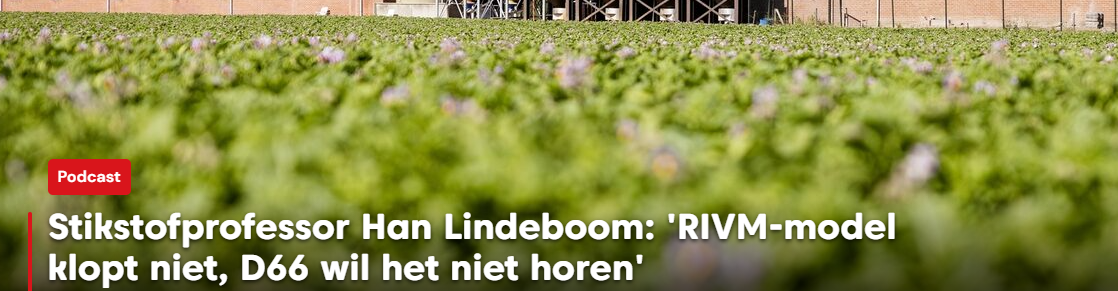 Podcast
Stikstofprofessor Han Lindeboom: 'RIVM-model
klopt niet, D66 wil het niet horen'